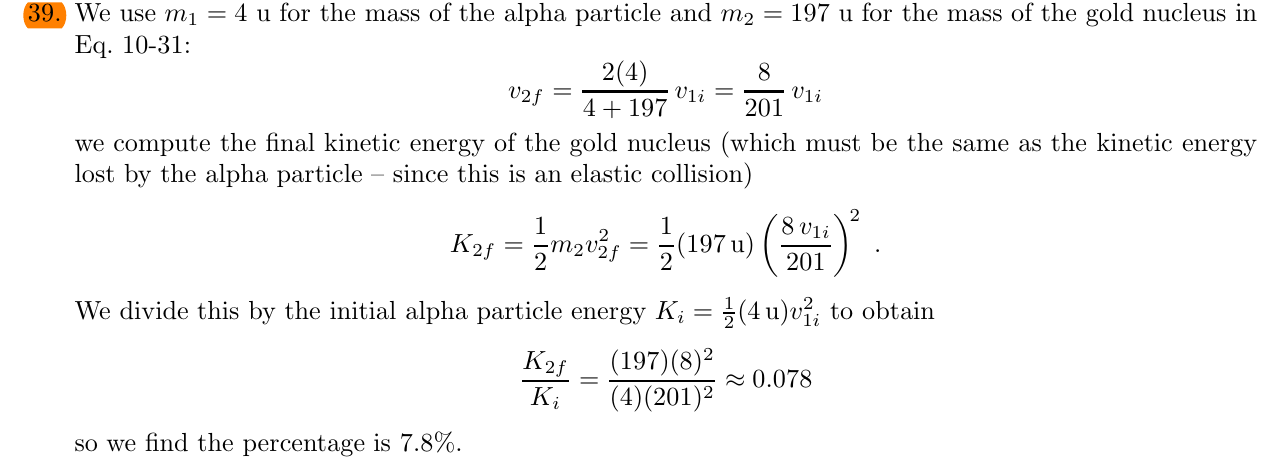 39. We use m₁ = 4 u for the mass of the alpha particle and m₂ = 197 u for the mass of the gold nucleus in
Eq. 10-31:
v_{2f} = \frac{2(4)}{4 + 197} v_{1i} = \frac{8}{201} v_{1i}
we compute the final kinetic energy of the gold nucleus (which must be the same as the kinetic energy
lost by the alpha particle – since this is an elastic collision)
K_{2f} = \frac{1}{2} m_2 v_{2f}^2 = \frac{1}{2} (197 u) \left( \frac{8 v_{1i}}{201} \right)^2 .
We divide this by the initial alpha particle energy K_i = \frac{1}{2}(4 u)v_{1i}^2 to obtain
\frac{K_{2f}}{K_i} = \frac{(197)(8)^2}{(4)(201)^2} ≈ 0.078
so we find the percentage is 7.8%.